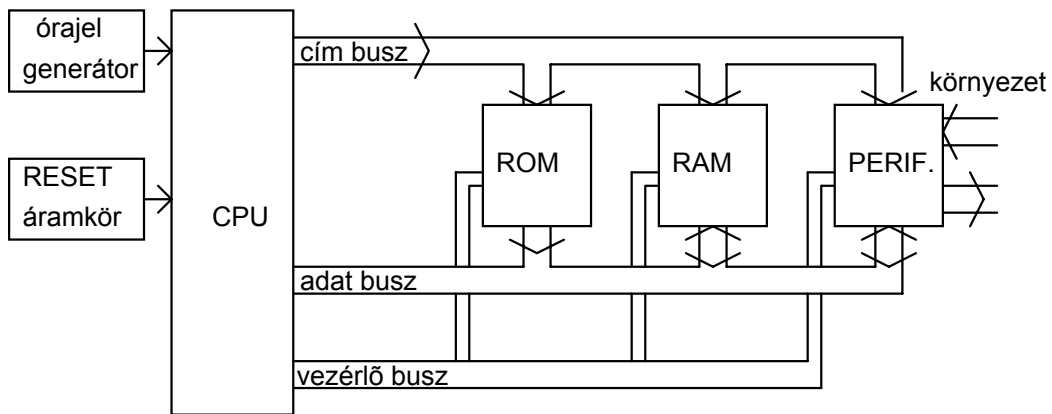 órajel
generátor
cím busz
környezet
RESET
áramkör
CPU
ROM
RAM
PERIF.
adat busz
vezérlõ busz